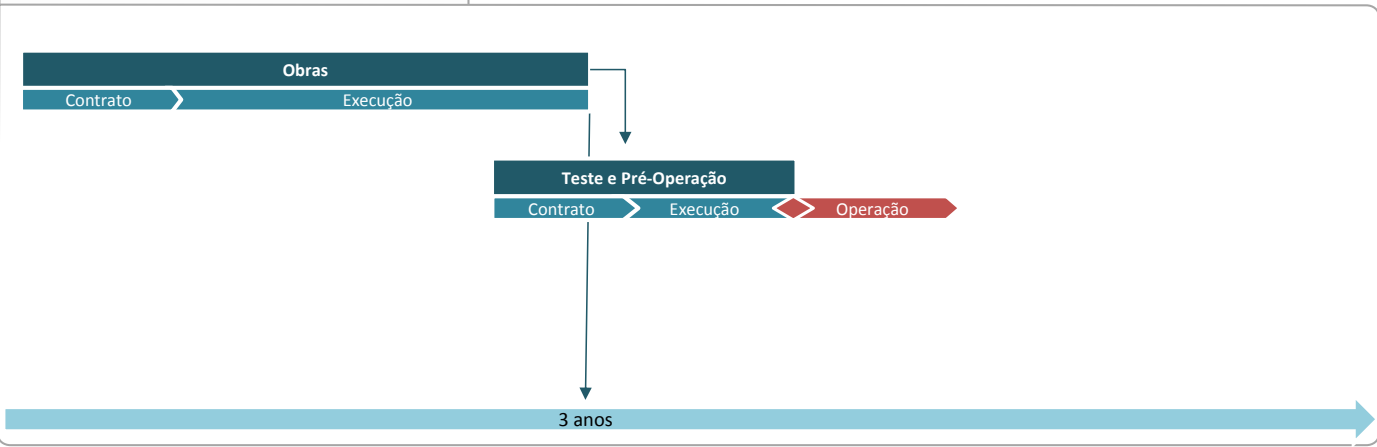 Obras
Contrato
Execução
Teste e Pré-Operação
Contrato
Execução
Operação
3 anos